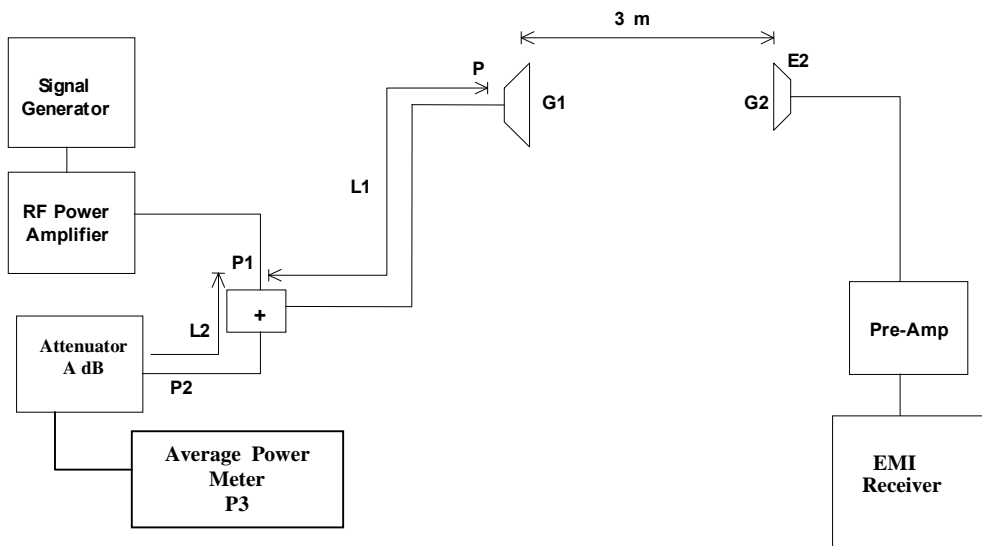 3 m
Signal
Generator
P
G1
G2
E2
L1
RF Power
Amplifier
P1
+
L2
Attenuator
A dB
P2
Pre-Amp
Average Power
Meter
P3
EMI
Receiver